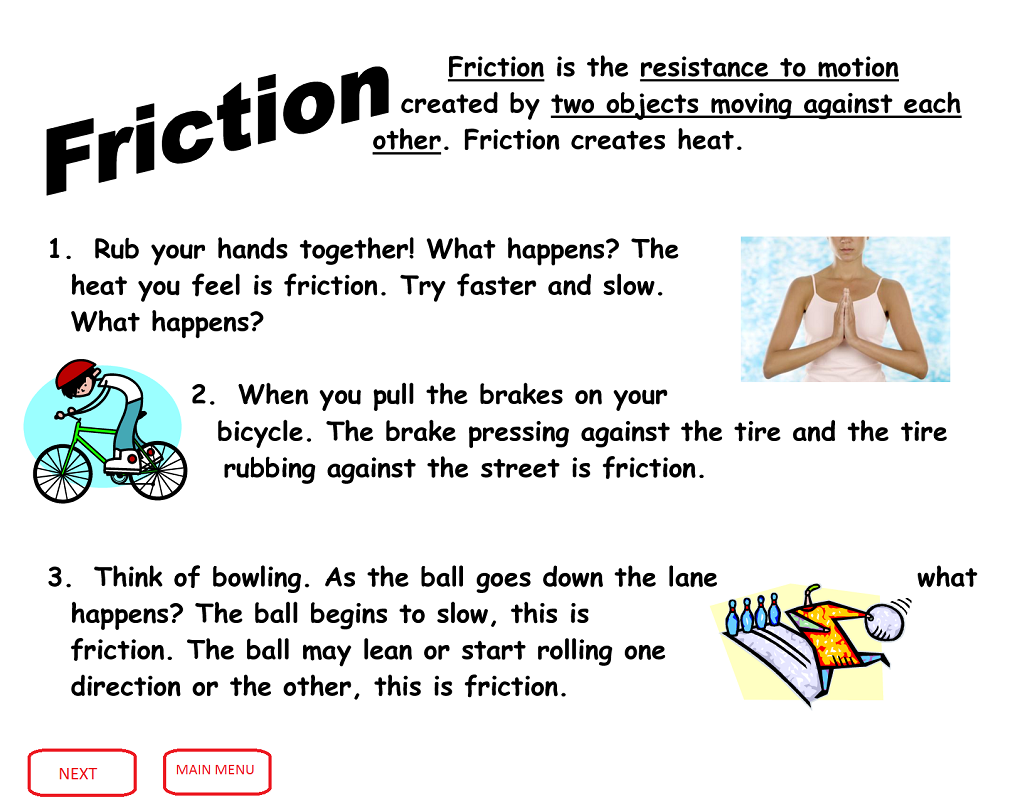 Friction
Friction is the resistance to motion
created by two objects moving against each
other. Friction creates heat.
1. Rub your hands together! What happens? The
heat you feel is friction. Try faster and slow.
What happens?
2. When you pull the brakes on your
bicycle. The brake pressing against the tire and the tire
rubbing against the street is friction.
3. Think of bowling. As the ball goes down the lane what
happens? The ball begins to slow, this is
friction. The ball may lean or start rolling one
direction or the other, this is friction.
NEXT
MAIN MENU